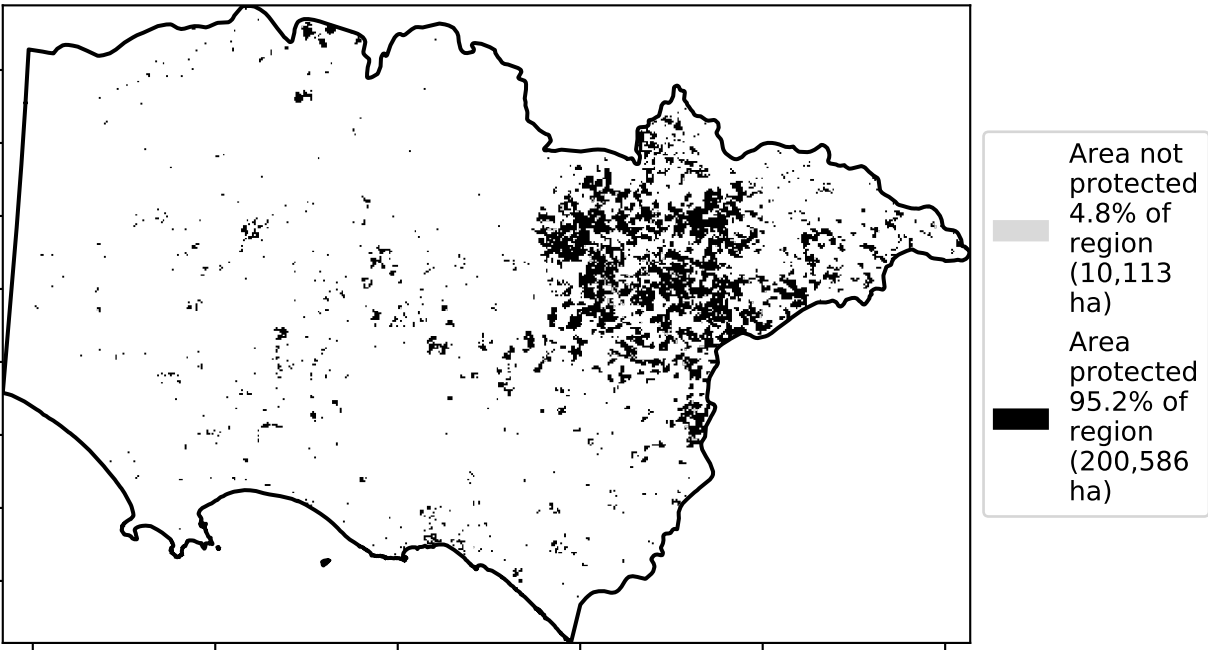 Area not
protected
4.8% of
region
(10,113
ha)
Area
protected
95.2% of
region
(200,586
ha)